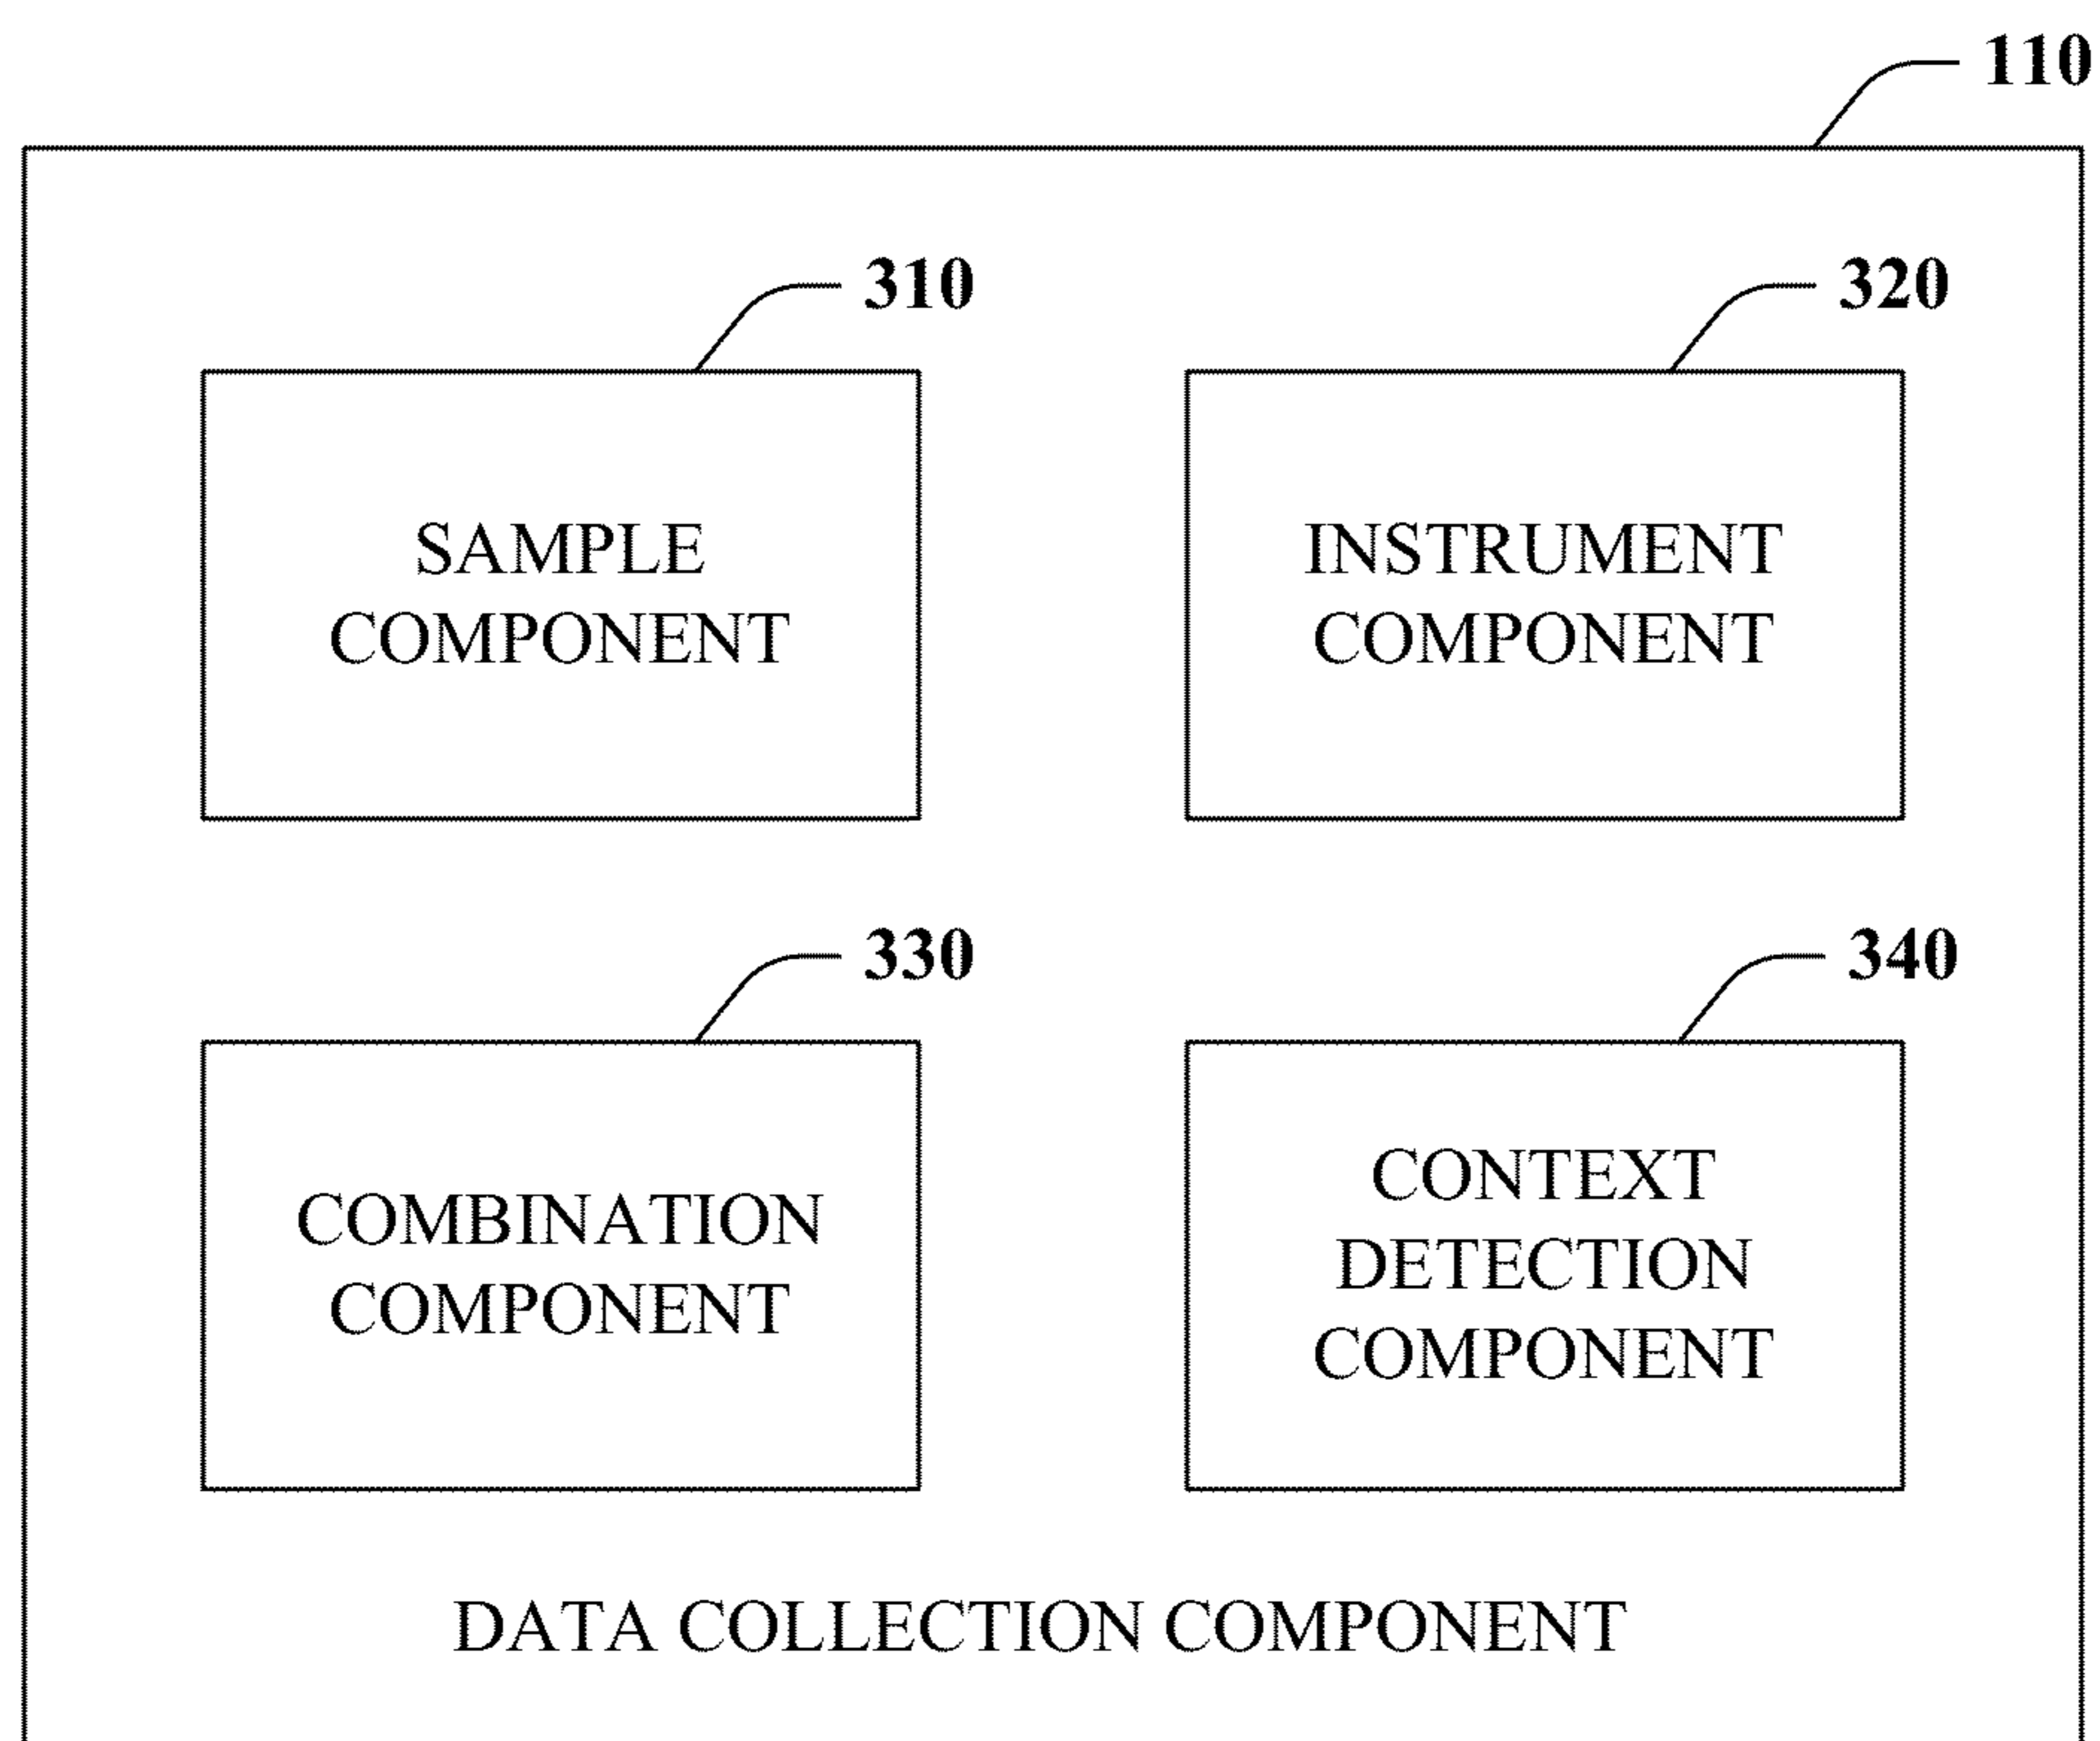 110
310
320
SAMPLE
COMPONENT
INSTRUMENT
COMPONENT
330
340
COMBINATION
COMPONENT
CONTEXT
DETECTION
COMPONENT
DATA COLLECTION COMPONENT